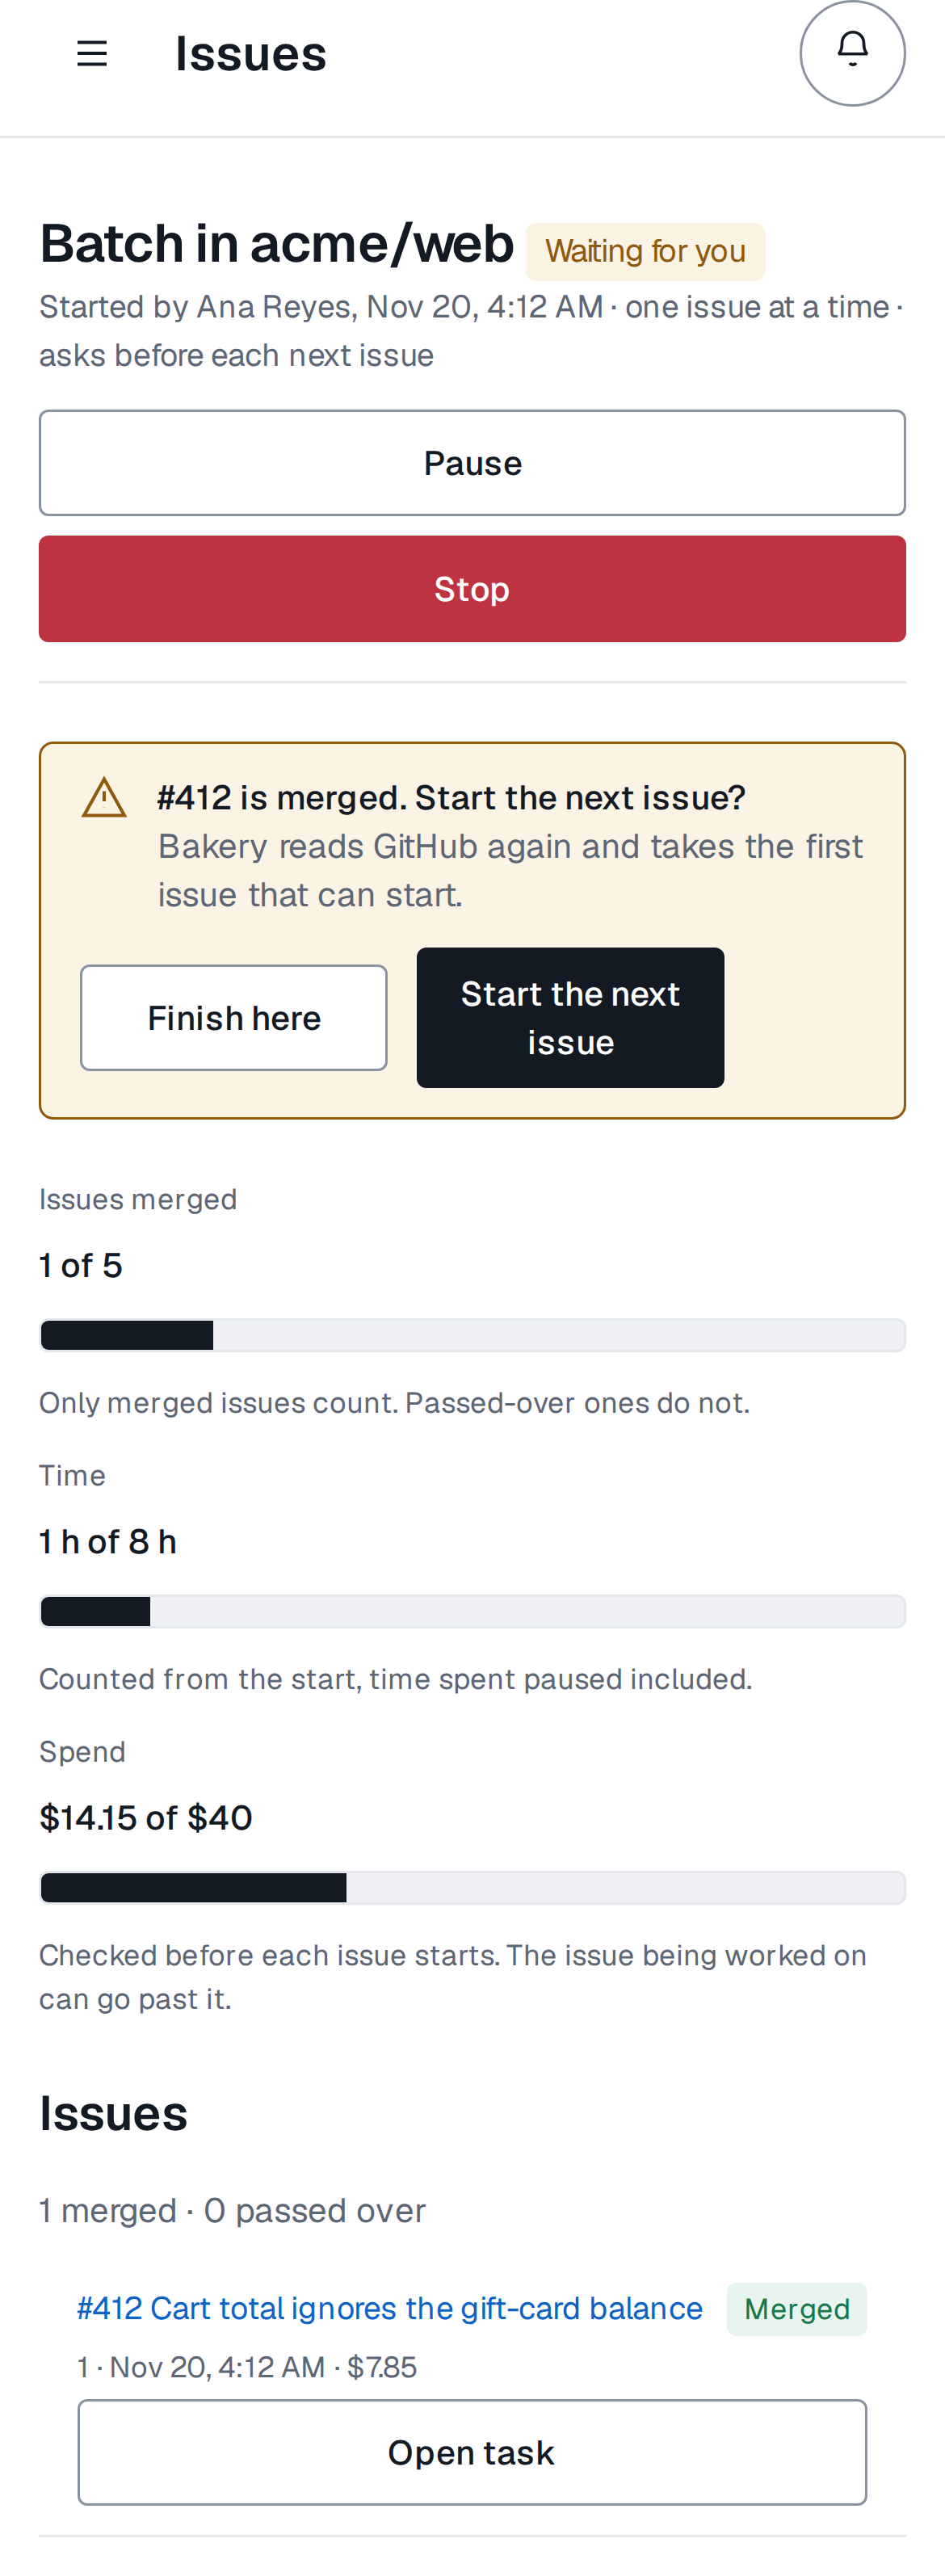 Issues
Batch in acme/web Waiting for you
Started by Ana Reyes, Nov 20, 4:12 AM · one issue at a time ·
asks before each next issue
Pause
Stop
#412 is merged. Start the next issue?
Bakery reads GitHub again and takes the first
issue that can start.
Finish here
Start the next
issue
Issues merged
1 of 5
Only merged issues count. Passed-over ones do not.
Time
1 h of 8 h
Counted from the start, time spent paused included.
Spend
$14.15 of $40
Checked before each issue starts. The issue being worked on
can go past it.
Issues
1 merged · 0 passed over
#412 Cart total ignores the gift-card balance Merged
1 · Nov 20, 4:12 AM · $7.85
Open task